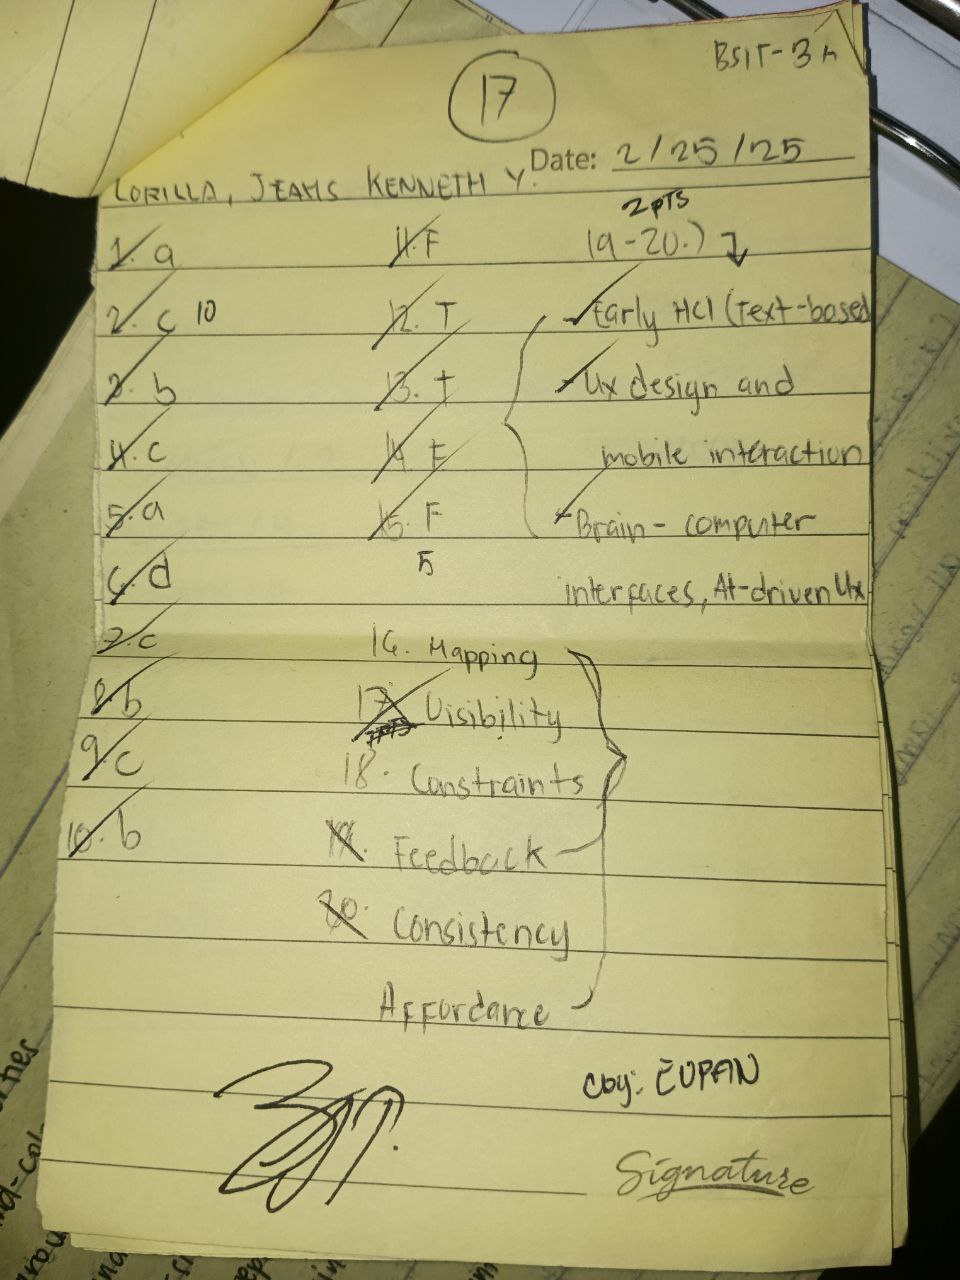 BSIT-3A
17
Date: 2/25/25
LORILLA, JEAMS KENNETH Y.
1. a
2. c 10
3. b
4. c
5. a
6. d
7. c
8. b
9. c
10. b
11. F
12. T
13. T
14. F
15. F
5
2pts
19-20.)
Early HCI (Text-based
Ux design and
mobile interaction
Brain - computer
interfaces, AI-driven Ux
16. Mapping
17. Visibility
18. Constraints
19. Feedback
20. Consistency
Affordance
cby: EUPAN
Signature